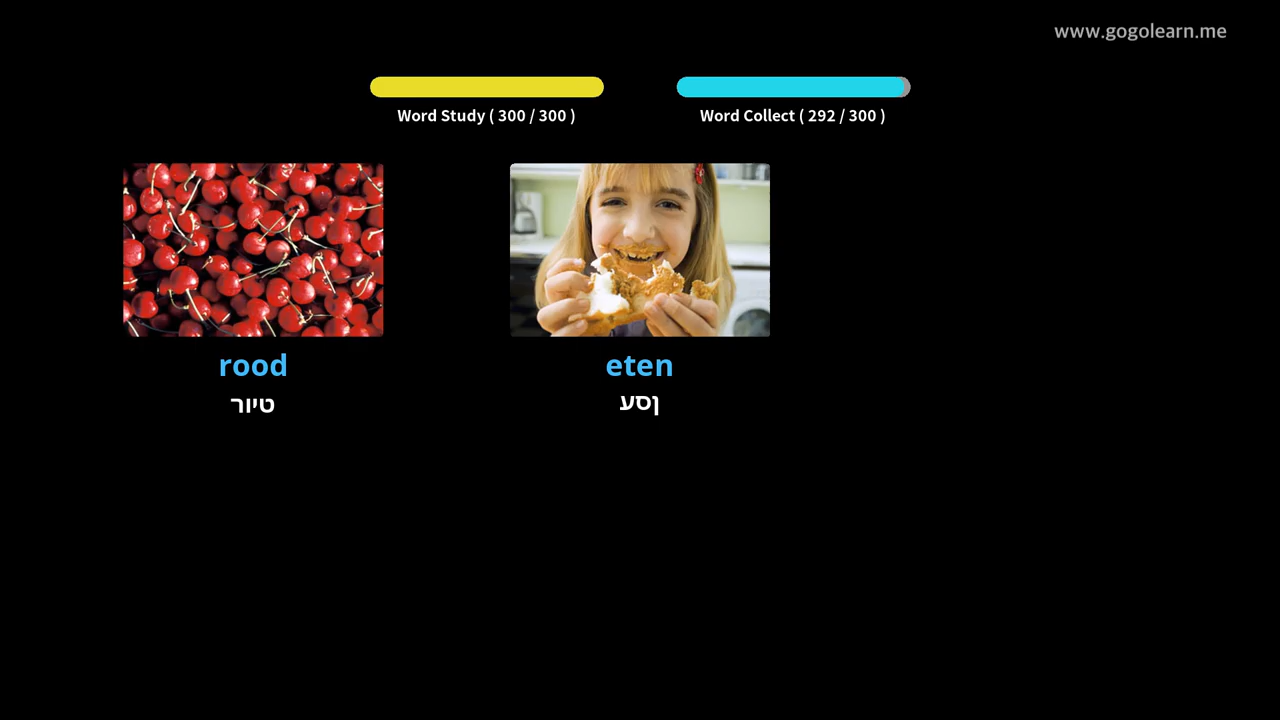 www.gogolearn.me
Word Study ( 300 / 300 )
Word Collect ( 292 / 300 )
rood
טיור
eten
ןסע